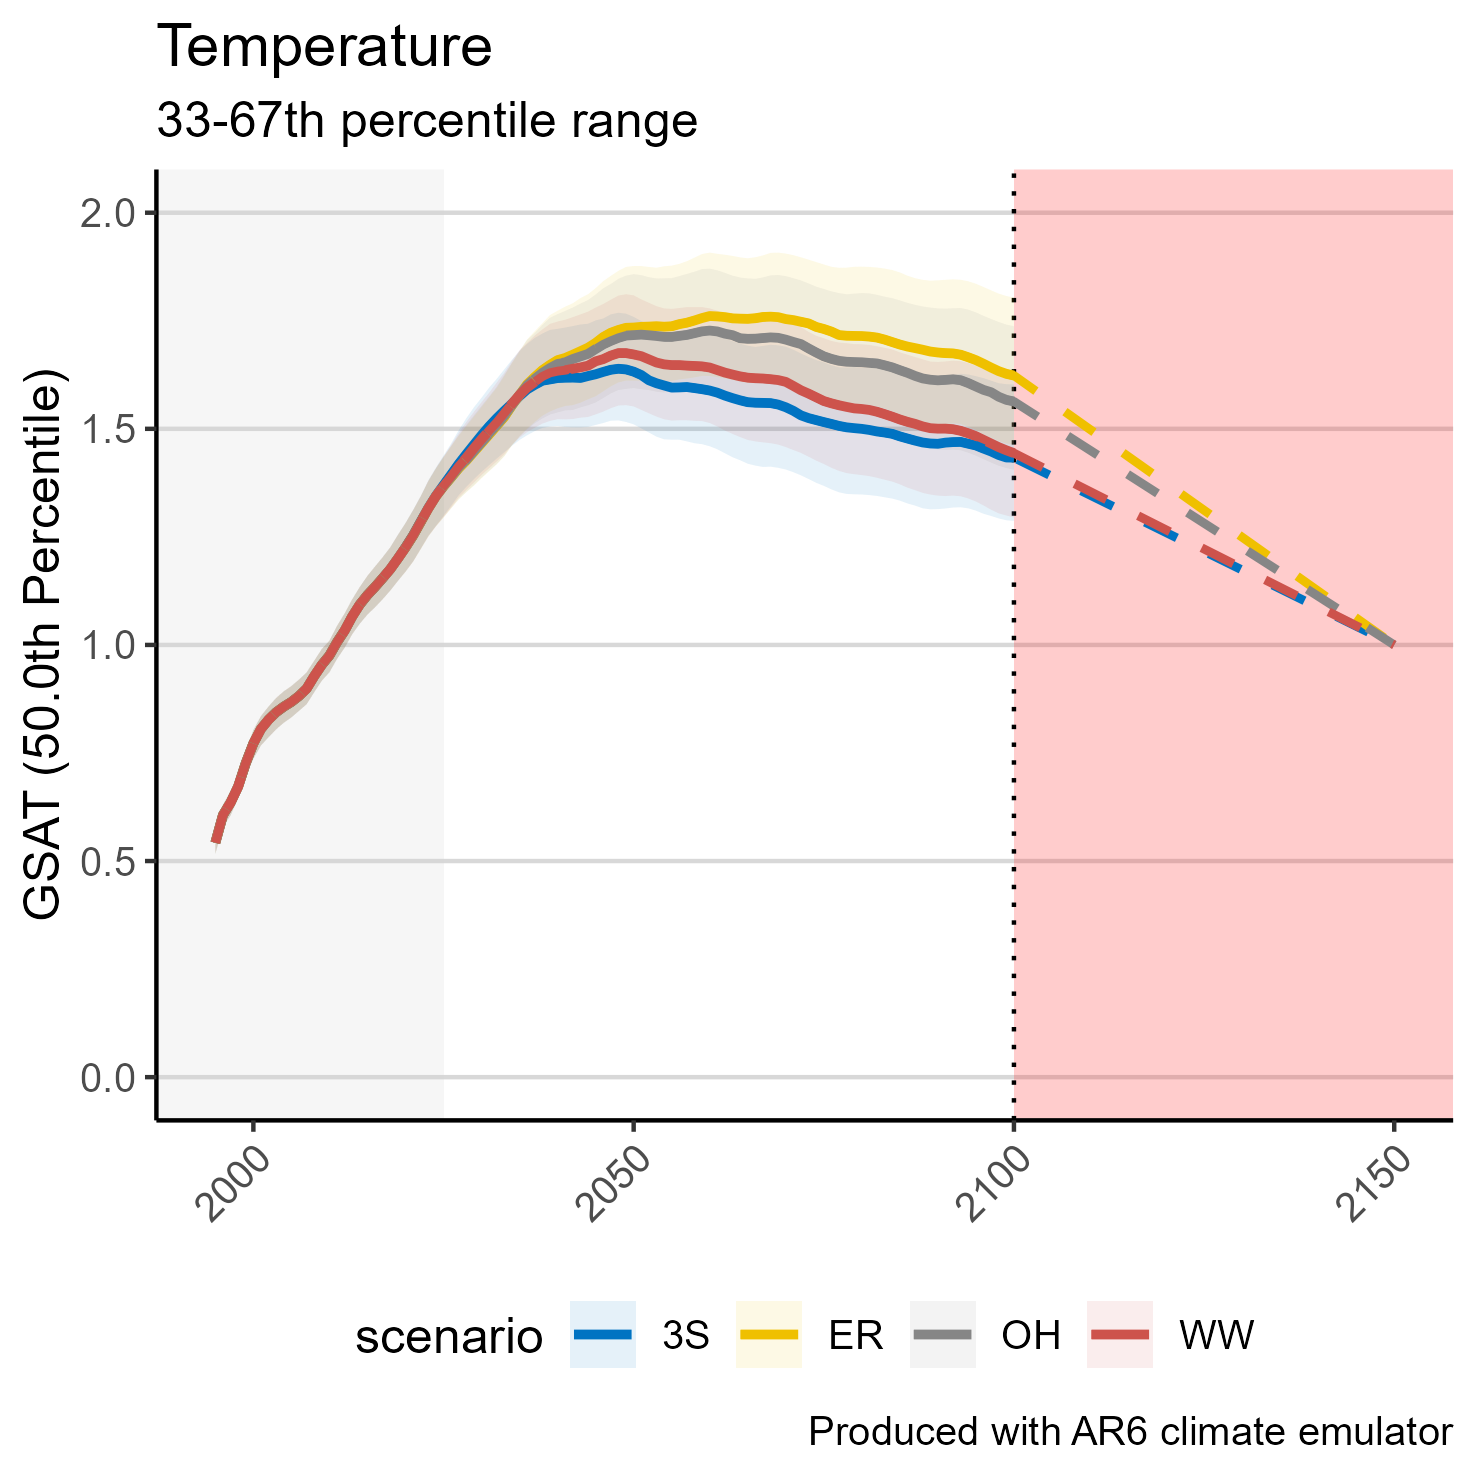 Temperature
33-67th percentile range
GSAT (50.0th Percentile)
2.0
1.5
1.0
0.5
0.0
2000 2050 2100 2150
scenario 3S ER OH WW
Produced with AR6 climate emulator